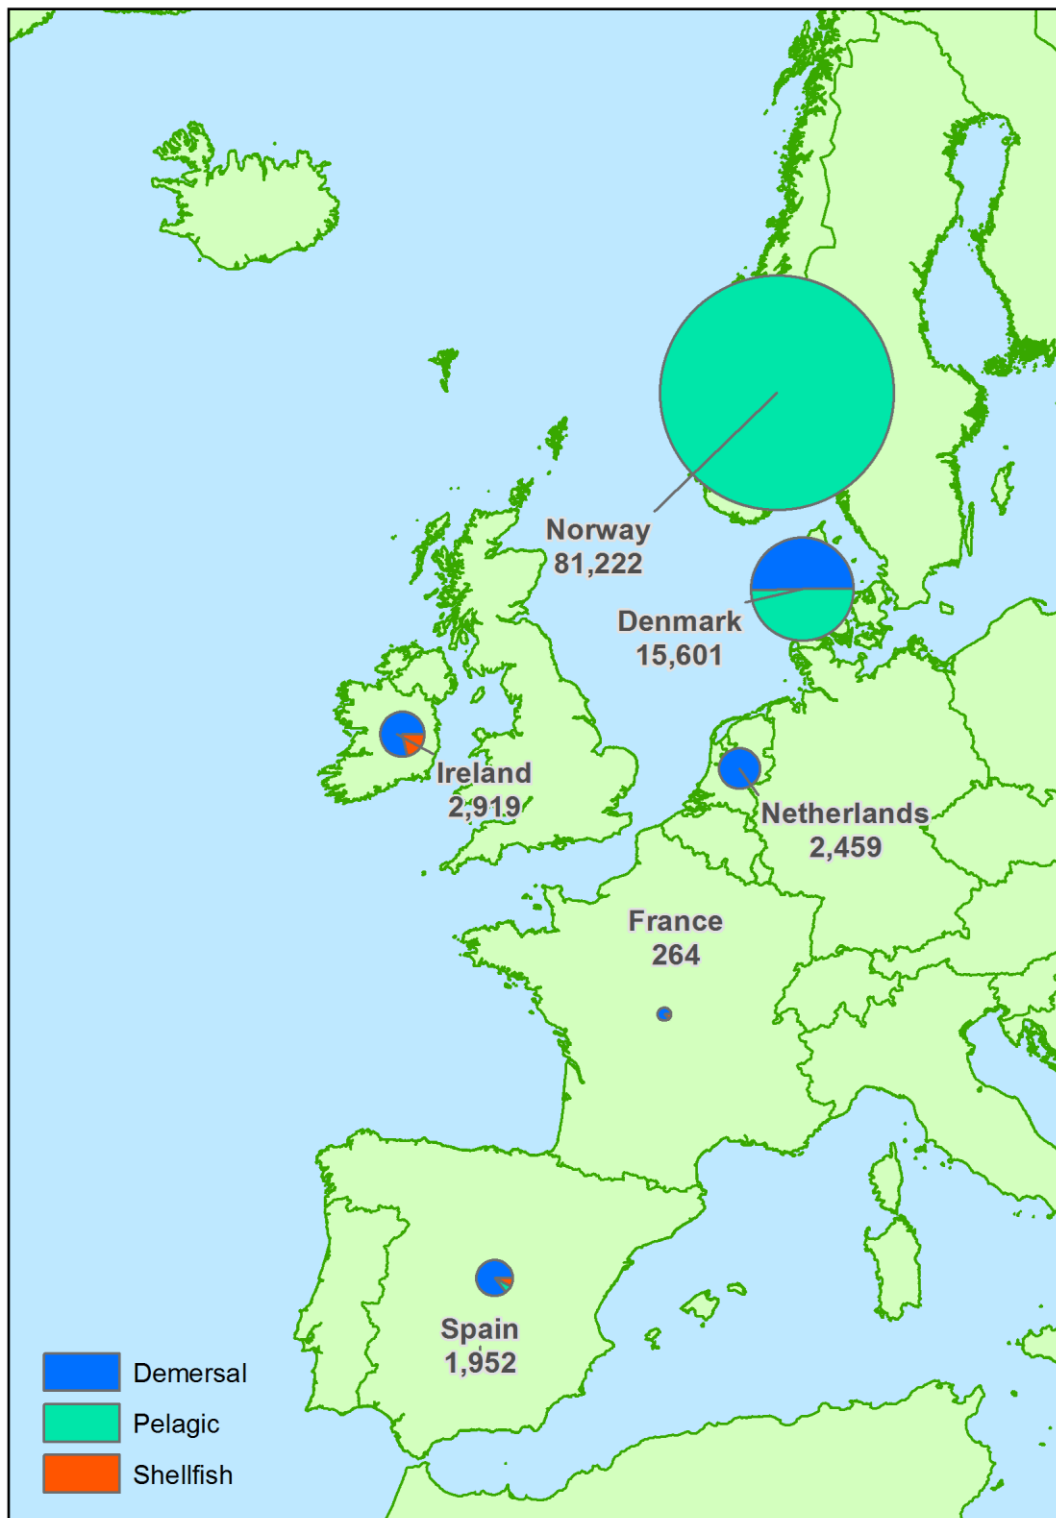 Norway
81,222
Denmark
15,601
Ireland
2,919
Netherlands
2,459
France
264
Spain
1,952
Demersal
Pelagic
Shellfish